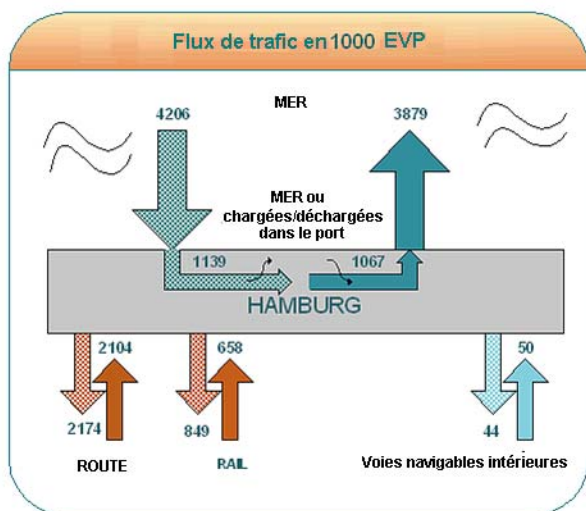 Flux de trafic en 1000 EVP
MER
4206
3879
MER ou
chargées/déchargées
dans le port
1139
1067
HAMBURG
2104
658
50
2174
849
44
ROUTE
RAIL
Voies navigables intérieures